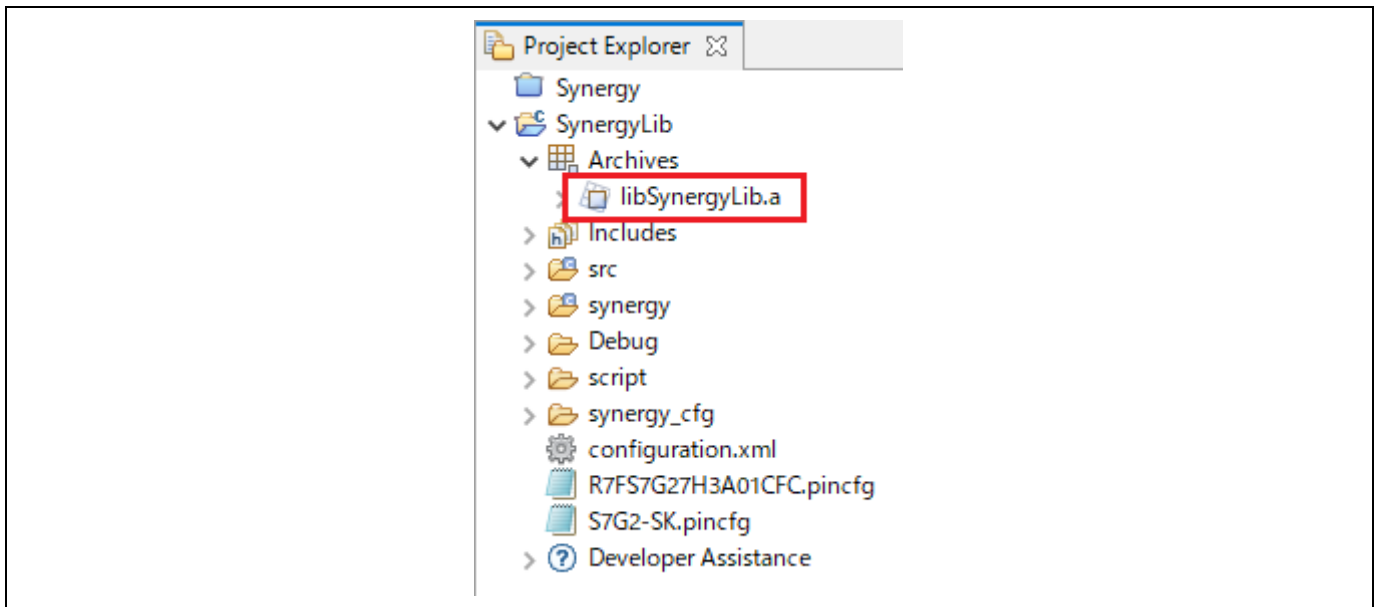 Project Explorer
Synergy
SynergyLib
Archives
libSynergyLib.a
Includes
src
synergy
Debug
script
synergy_cfg
configuration.xml
R7FS7G27H3A01CFC.pincfg
S7G2-SK.pincfg
Developer Assistance